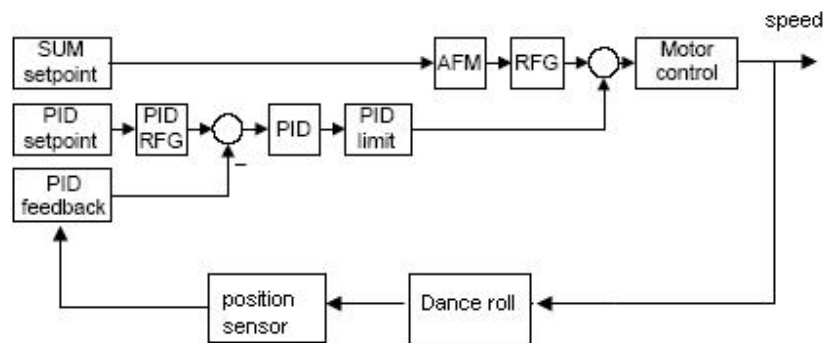 speed
SUM
setpoint
AFM
RFG
Motor
control
PID
setpoint
PID
RFG
PID
PID
limit
–
PID
feedback
position
sensor
Dance roll